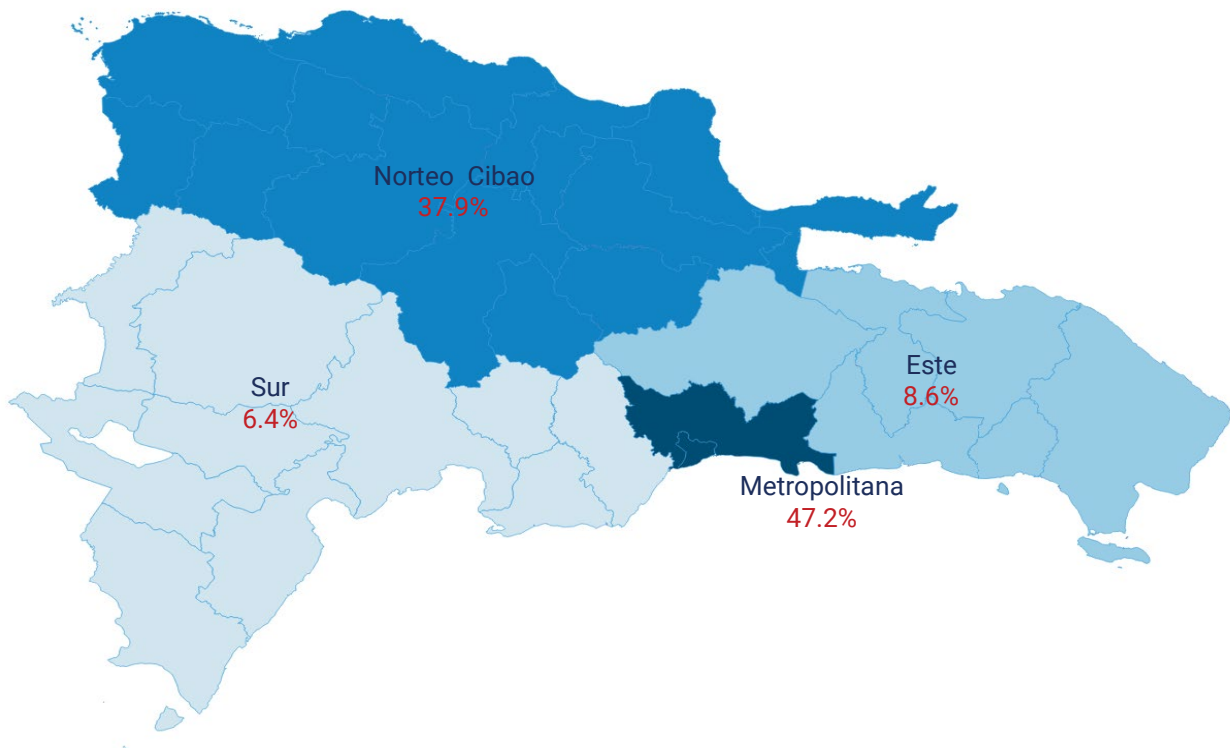 Norteo Cibao
37.9%
Este
8.6%
Sur
6.4%
Metropolitana
47.2%